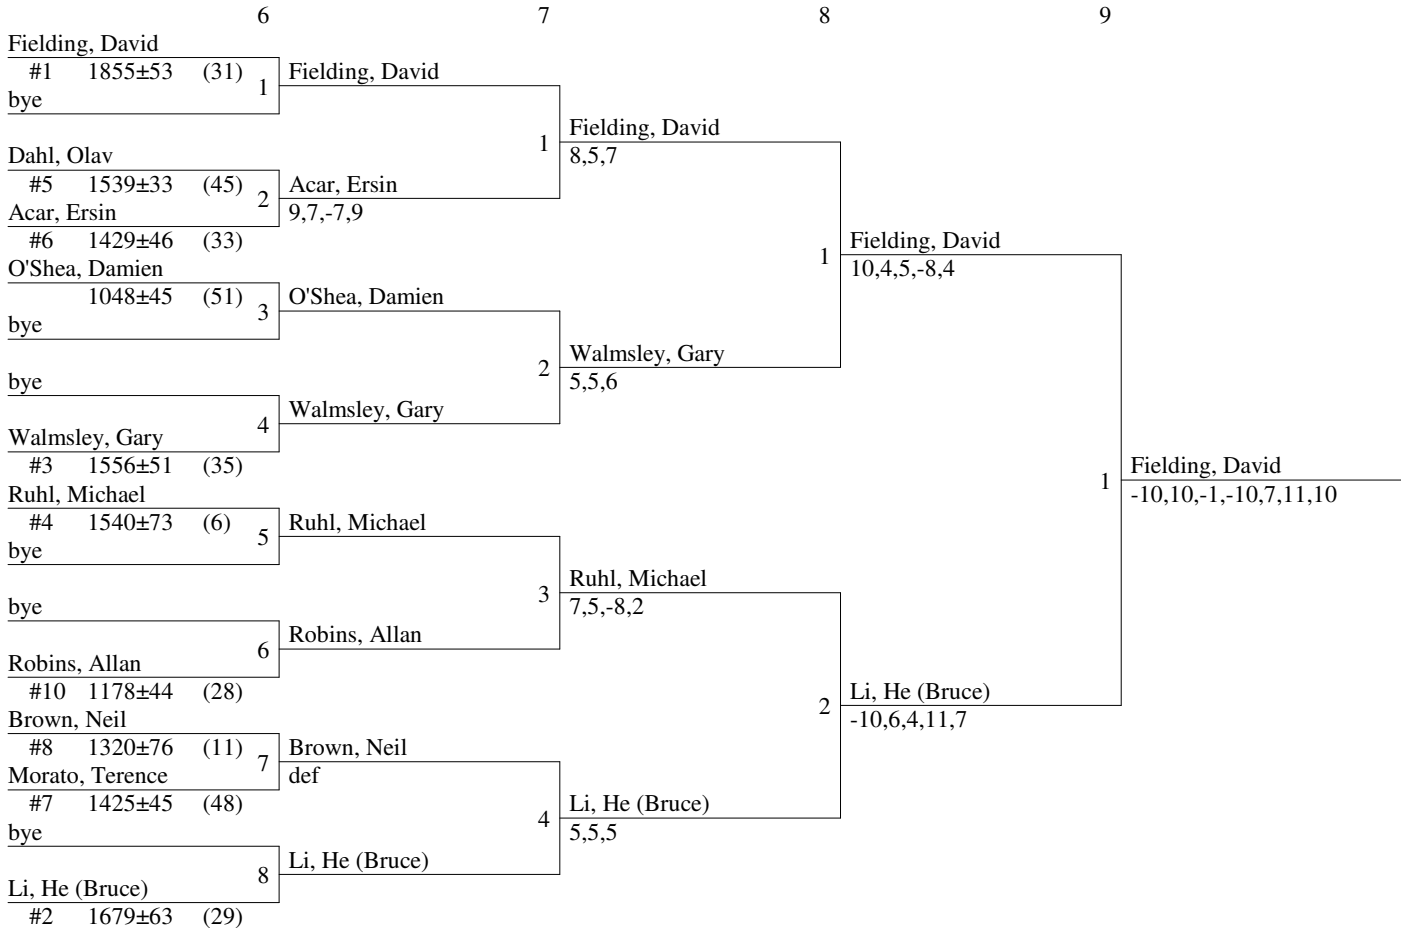 6 7 8 9
Fielding, David
#1 1855±53 (31)
bye
1
Dahl, Olav
#5 1539±33 (45)
Acar, Ersin
#6 1429±46 (33)
2
O'Shea, Damien
1048±45 (51)
bye
3
bye
Walmsley, Gary
#3 1556±51 (35)
4
Ruhl, Michael
#4 1540±73 (6)
bye
5
bye
Robins, Allan
#10 1178±44 (28)
6
Brown, Neil
#8 1320±76 (11)
Morato, Terence
#7 1425±45 (48)
7
bye
Li, He (Bruce)
#2 1679±63 (29)
8
Fielding, David
Acar, Ersin
9,7,-7,9
1
O'Shea, Damien
Walmsley, Gary
2
Ruhl, Michael
Robins, Allan
3
Brown, Neil
def
Li, He (Bruce)
4
Fielding, David
8,5,7
Walmsley, Gary
5,5,6
1
Ruhl, Michael
7,5,-8,2
Li, He (Bruce)
5,5,5
2
Fielding, David
10,4,5,-8,4
Li, He (Bruce)
-10,6,4,11,7
1
Fielding, David
-10,10,-1,-10,7,11,10